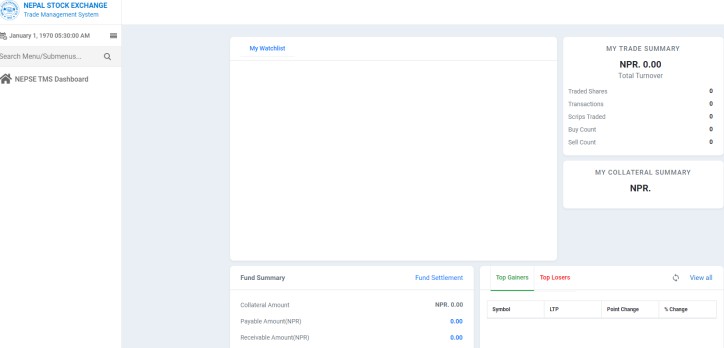 NEPAL STOCK EXCHANGE
Trade Management System
January 1, 1970 05:30:00 AM
Search Menu/Submenus...
NEPSE TMS Dashboard
My Watchlist
MY TRADE SUMMARY
NPR. 0.00
Total Turnover
Traded Shares 0
Transactions 0
Scrips Traded 0
Buy Count 0
Sell Count 0
MY COLLATERAL SUMMARY
NPR.
Fund Summary Fund Settlement
Collateral Amount NPR. 0.00
Payable Amount(NPR) 0.00
Receivable Amount(NPR) 0.00
Top Gainers Top Losers View all
Symbol LTP Point Change % Change